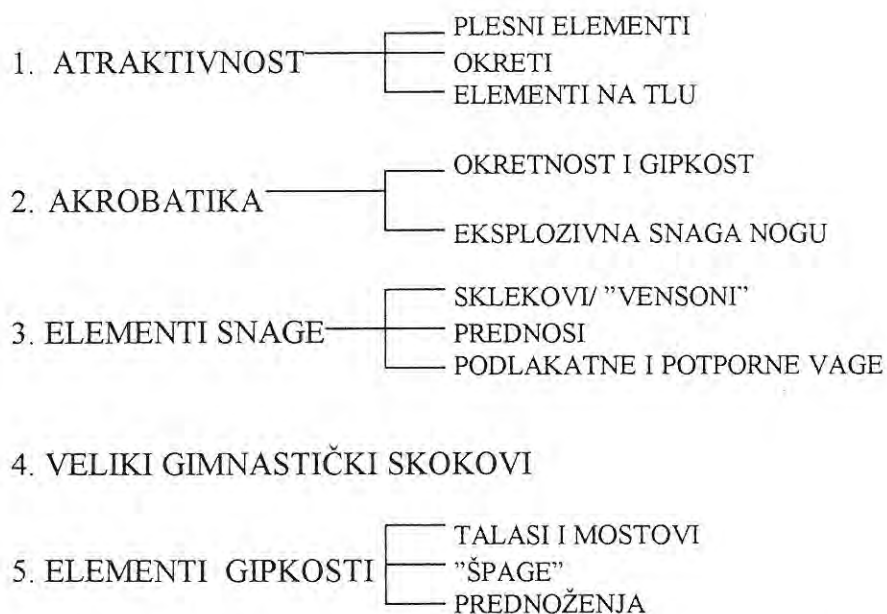 PLESNI ELEMENTI
1. ATRAKTIVNOST
OKRETI
ELEMENTI NA TLU
OKRETNOST I GIPKOST
2. AKROBATIKA
EKSPLOZIVNA SNAGA NOGU
SKLEKOVI/ ”VENSONI”
3. ELEMENTI SNAGE
PREDNOSI
PODLAKATNE I POTPORNE VAGE
4. VELIKI GIMNASTIČKI SKOKOVI
TALASI I MOSTOVI
5. ELEMENTI GIPKOSTI
”ŠPAGE”
PREDNOŽENJA